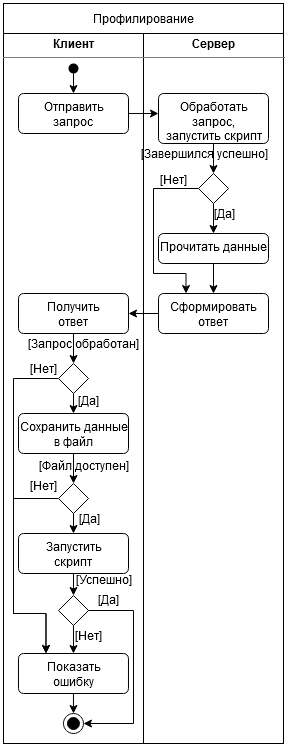 Профилирование
Клиент
Сервер
Отправить
запрос
Обработать
запрос,
запустить скрипт
[Завершился успешно]
[Нет]
[Да]
Прочитать данные
Получить
ответ
Сформировать
ответ
[Запрос обработан]
[Нет]
[Да]
Сохранить данные
в файл
[Файл доступен]
[Нет]
[Да]
Запустить
скрипт
[Успешно]
[Да]
[Нет]
Показать
ошибку